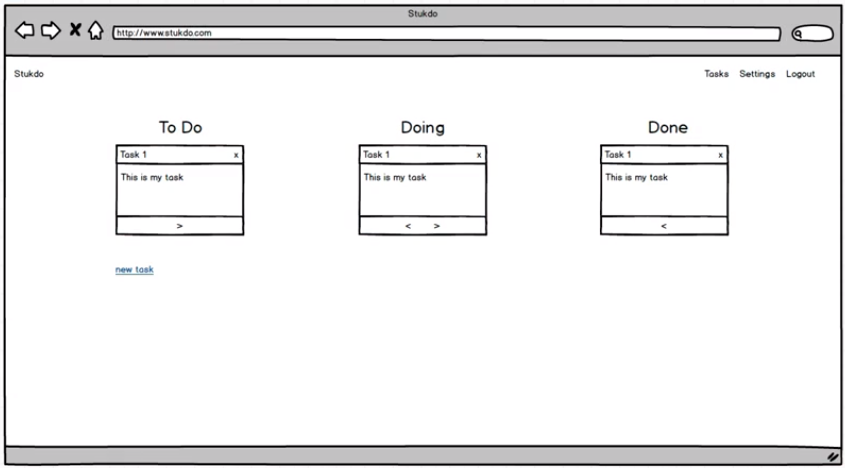 Stukdo
http://www.stukdo.com
Stukdo Tasks Settings Logout
To Do Doing Done
Task 1 x Task 1 x Task 1 x
This is my task This is my task This is my task
> < > <
new task